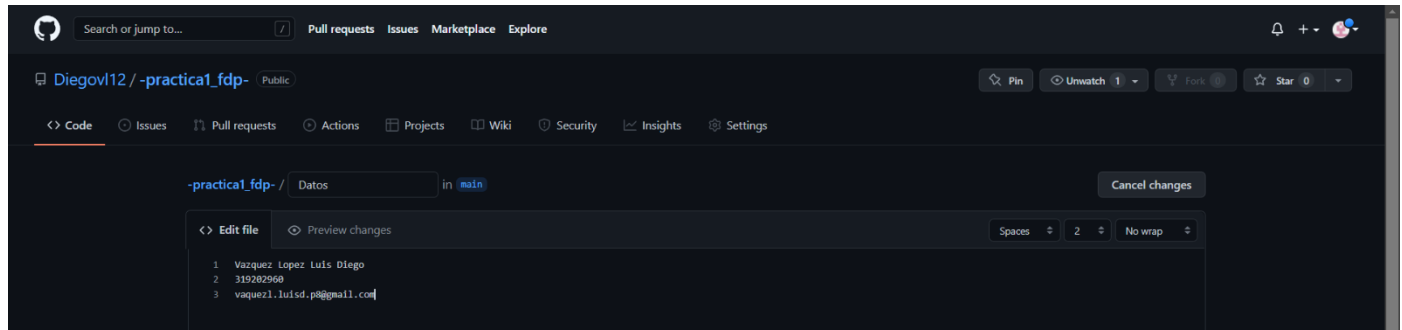 Search or jump to... / Pull requests Issues Marketplace Explore
Diegovl12 / -practica1_fdp- Public Pin Unwatch 1 Fork 0 Star 0
<> Code Issues Pull requests Actions Projects Wiki Security Insights Settings
-practica1_fdp- / Datos in main Cancel changes
<> Edit file Preview changes Spaces 2 No wrap
1 Vazquez Lopez Luis Diego
2 319202960
3 vaquezl.luisd.p8@gmail.com